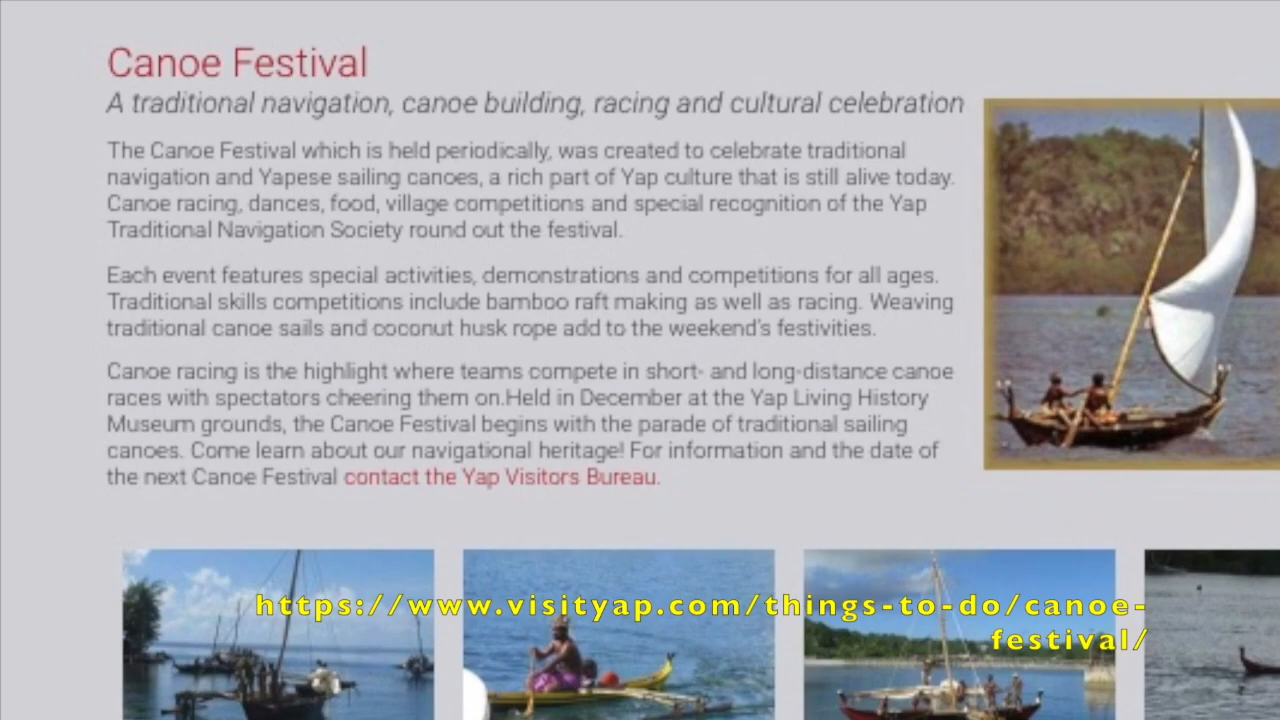 Canoe Festival
A traditional navigation, canoe building, racing and cultural celebration
The Canoe Festival which is held periodically, was created to celebrate traditional
navigation and Yapese sailing canoes, a rich part of Yap culture that is still alive today.
Canoe racing, dances, food, village competitions and special recognition of the Yap
Traditional Navigation Society round out the festival.
Each event features special activities, demonstrations and competitions for all ages.
Traditional skills competitions include bamboo raft making as well as racing. Weaving
traditional canoe sails and coconut husk rope add to the weekend's festivities.
Canoe racing is the highlight where teams compete in short- and long-distance canoe
races with spectators cheering them on.Held in December at the Yap Living History
Museum grounds, the Canoe Festival begins with the parade of traditional sailing
canoes. Come learn about our navigational heritage! For information and the date of
the next Canoe Festival contact the Yap Visitors Bureau.
https://www.visityap.com/things-to-do/canoe-
festival/